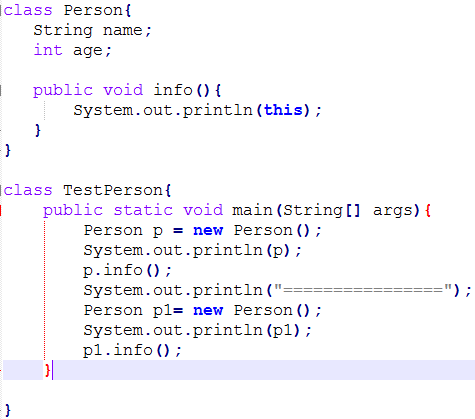 class Person{
    String name;
    int age;

    public void info(){
        System.out.println(this);
    }
}

class TestPerson{
    public static void main(String[] args){
        Person p = new Person();
        System.out.println(p);
        p.info();
        System.out.println("================");
        Person p1= new Person();
        System.out.println(p1);
        p1.info();
    }

}